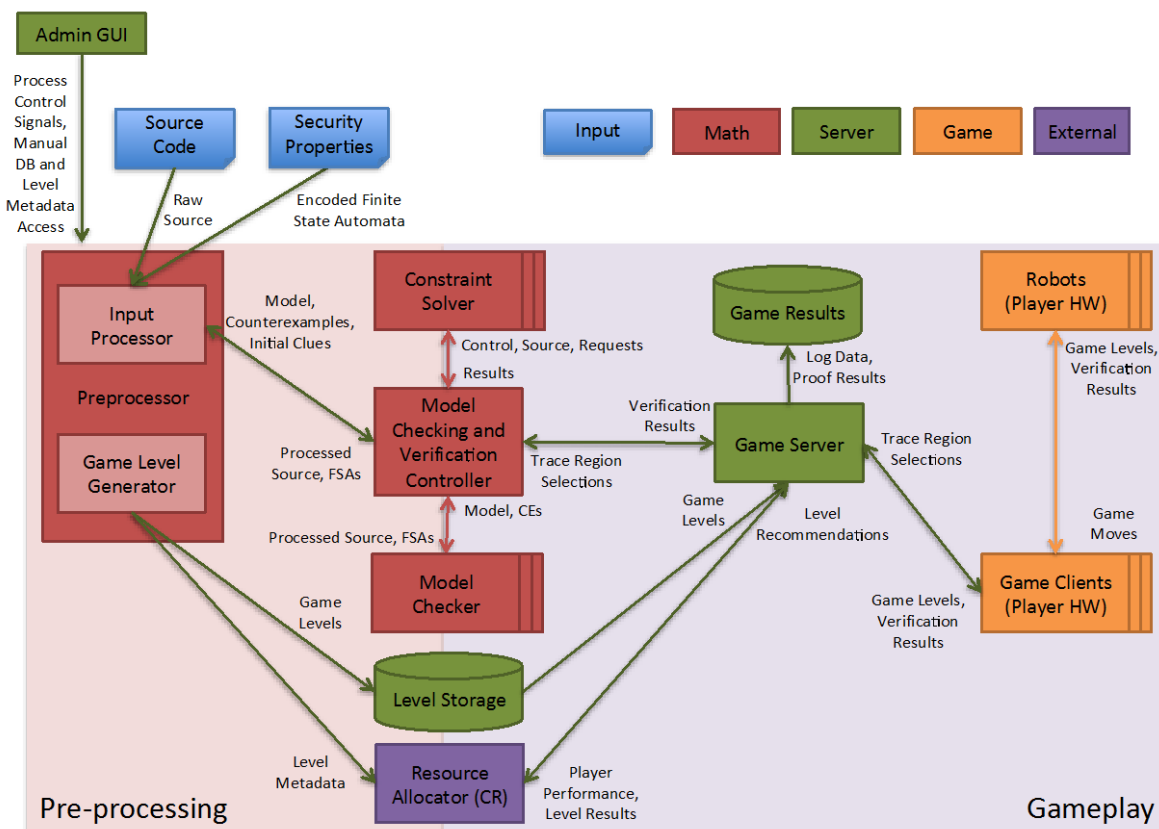 Admin GUI
Process
Control
Signals,
Manual
DB and
Level
Metadata
Access
Source
Code
Security
Properties
Input
Math
Server
Game
External
Raw
Source
Encoded Finite
State Automata
Input
Processor
Preprocessor
Game Level
Generator
Model,
Counterexamples,
Initial Clues
Constraint
Solver
Control, Source, Requests
Results
Model
Checking and
Verification
Controller
Processed
Source, FSAs
Model, CEs
Processed Source, FSAs
Model
Checker
Game Results
Log Data,
Proof Results
Verification
Results
Trace Region
Selections
Game Server
Robots
(Player HW)
Game Levels,
Verification
Results
Trace Region
Selections
Game
Moves
Game Clients
(Player HW)
Game Levels,
Verification
Results
Game
Levels
Level
Recommendations
Game
Levels
Level Storage
Level
Metadata
Resource
Allocator (CR)
Player
Performance,
Level Results
Pre-processing
Gameplay